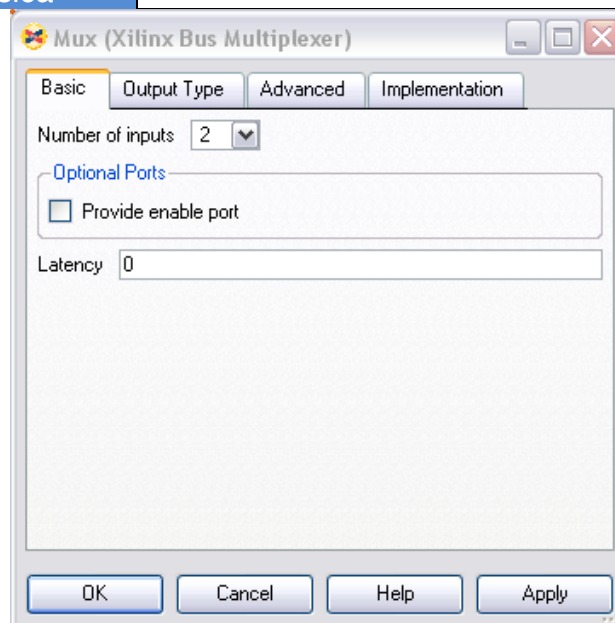 Mux (Xilinx Bus Multiplexer)
Basic Output Type Advanced Implementation
Number of inputs 2
Optional Ports
Provide enable port
Latency 0
OK Cancel Help Apply